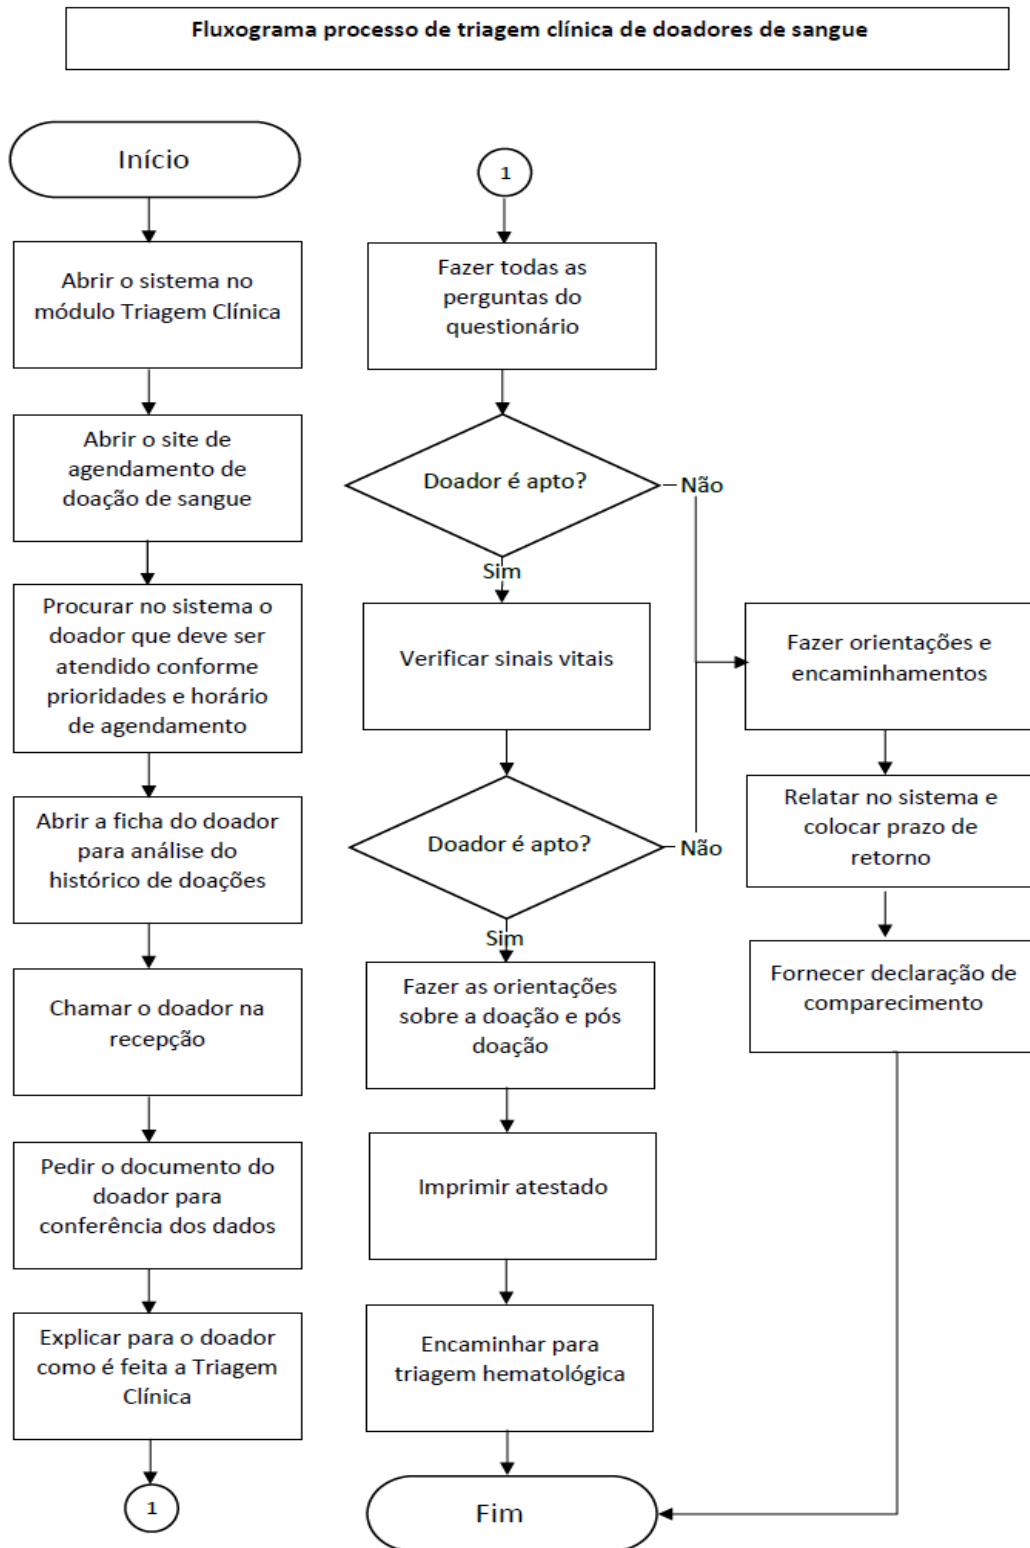 Fluxograma processo de triagem clínica de doadores de sangue
Início
Abrir o sistema no
módulo Triagem Clínica
Abrir o site de
agendamento de
doação de sangue
Procurar no sistema o
doador que deve ser
atendido conforme
prioridades e horário
de agendamento
Abrir a ficha do doador
para análise do
histórico de doações
Chamar o doador na
recepção
Pedir o documento do
doador para
conferência dos dados
Explicar para o doador
como é feita a Triagem
Clínica
1
1
Fazer todas as
perguntas do
questionário
Doador é apto?
Não
Sim
Verificar sinais vitais
Doador é apto?
Não
Sim
Fazer as orientações
sobre a doação e pós
doação
Imprimir atestado
Encaminhar para
triagem hematológica
Fim
Fazer orientações e
encaminhamentos
Relatar no sistema e
colocar prazo de
retorno
Fornecer declaração de
comparecimento